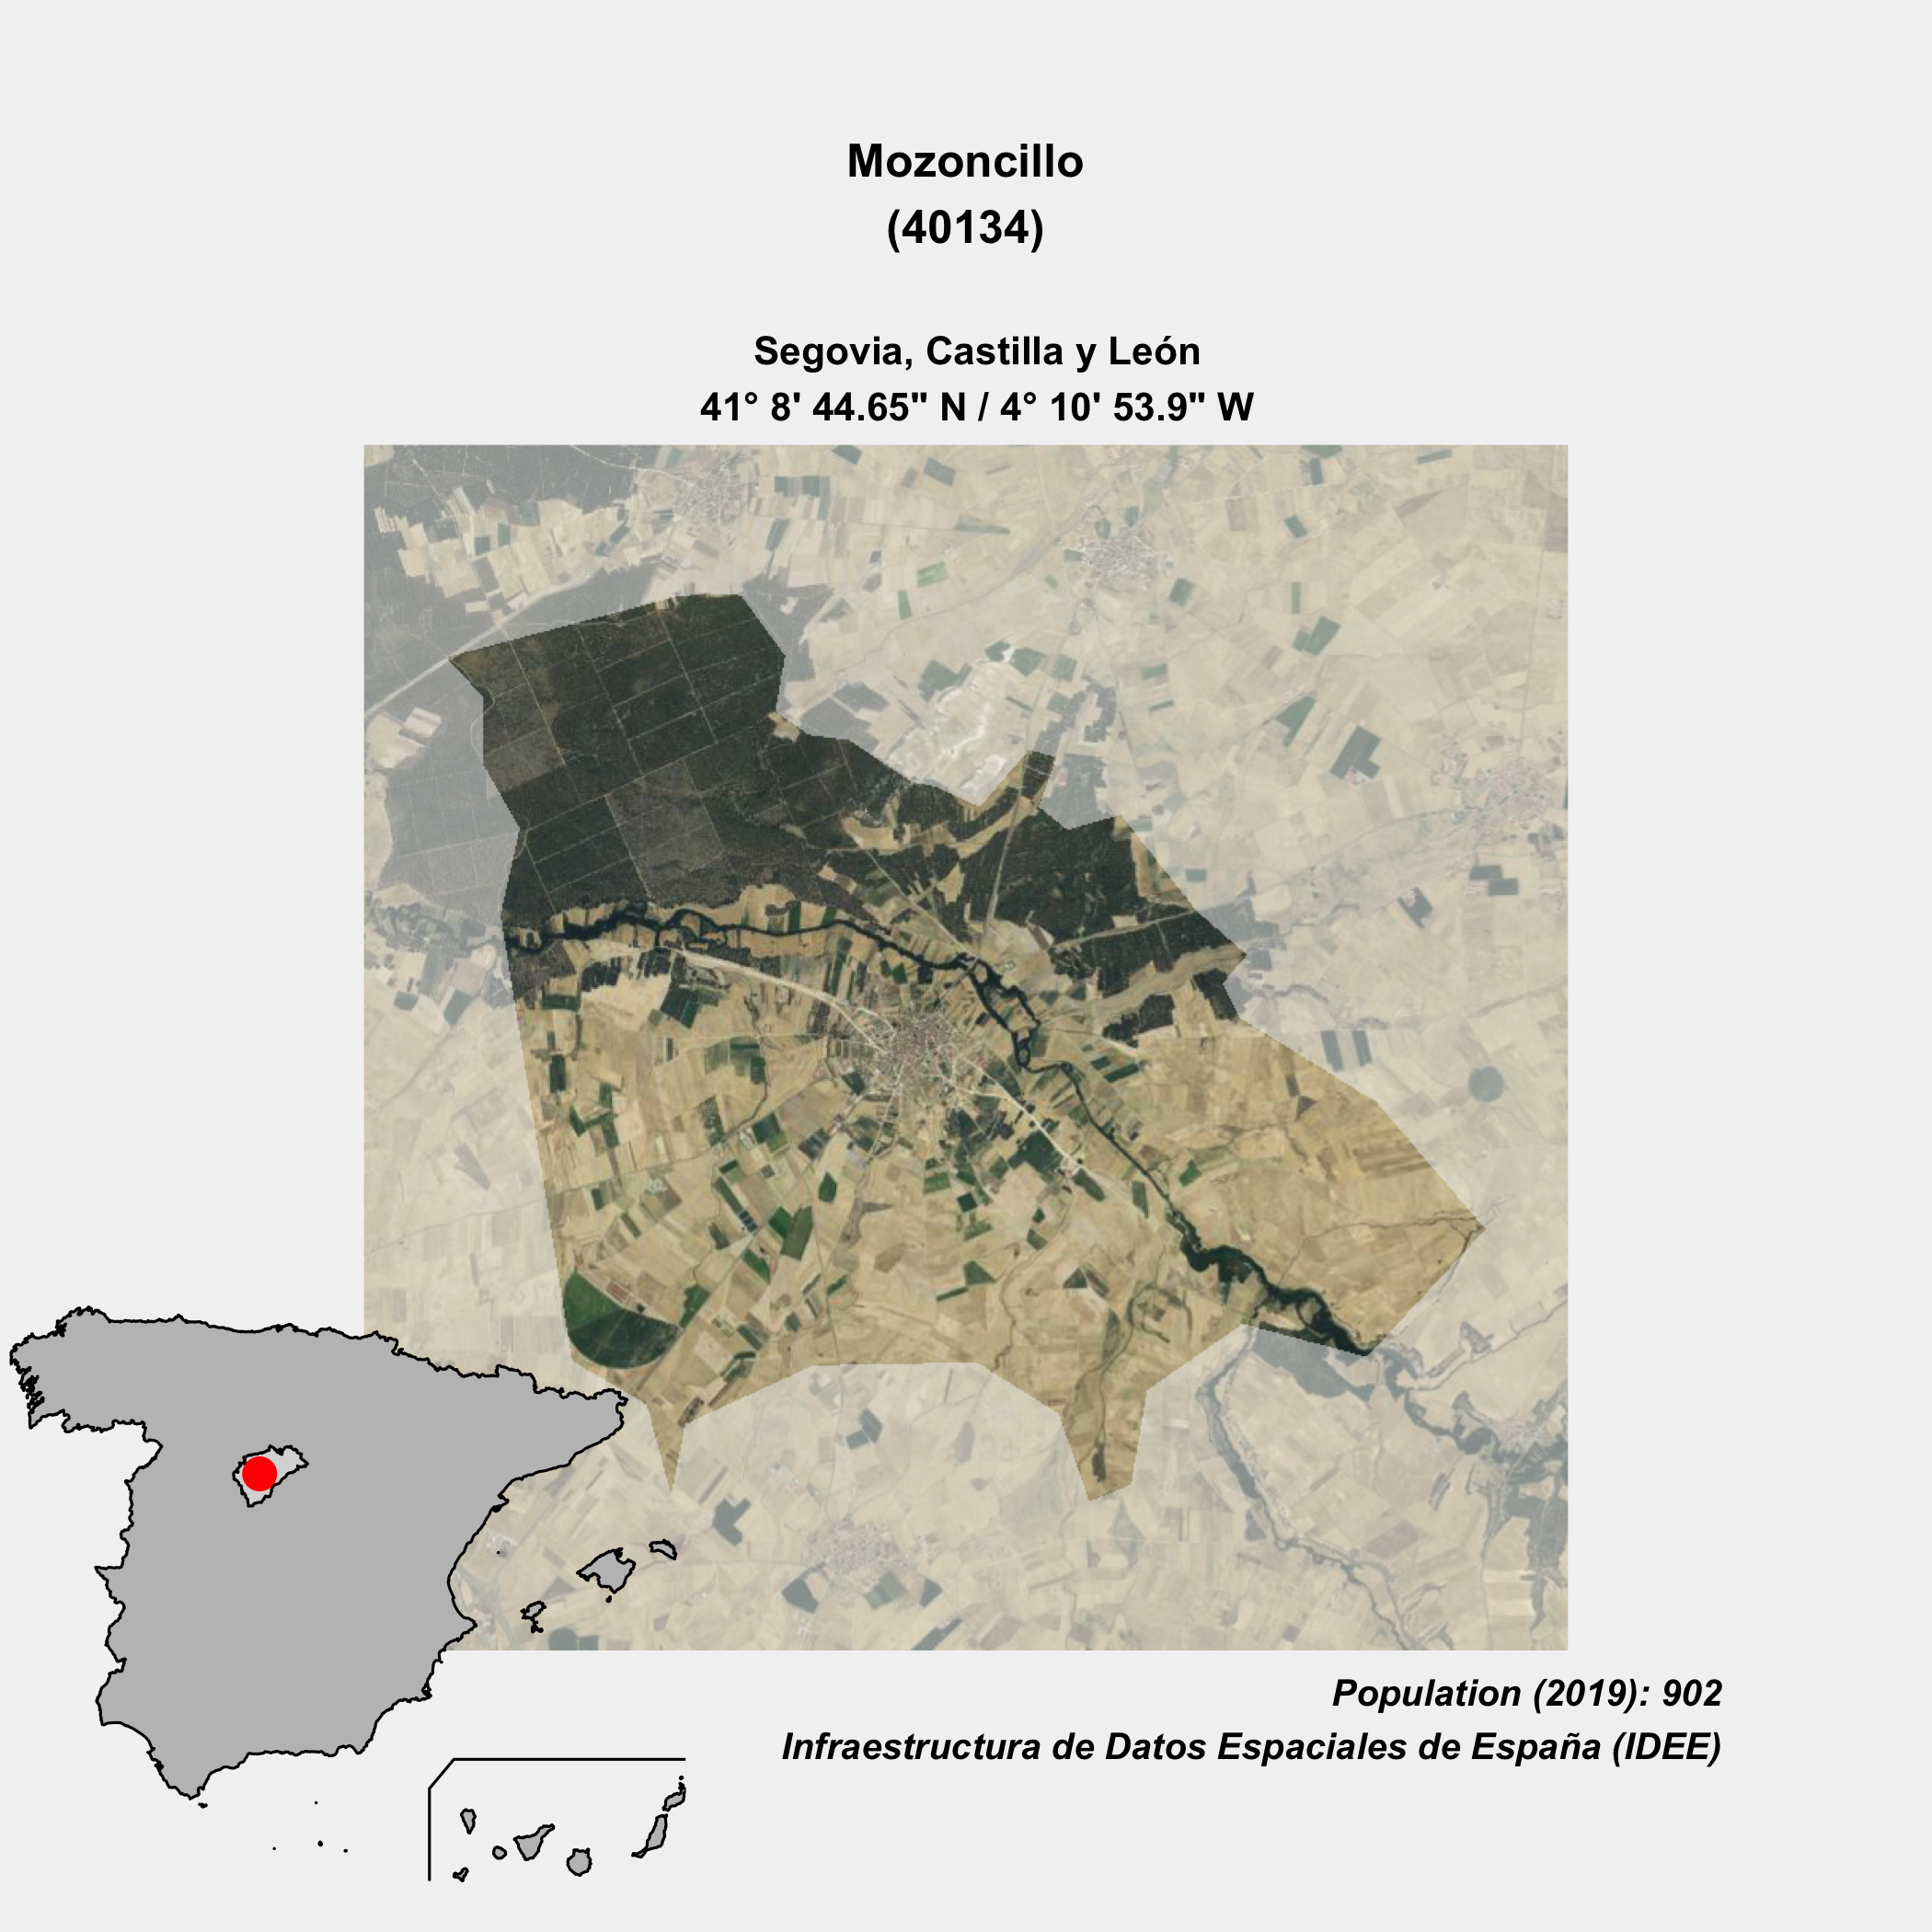 Mozoncillo
(40134)
Segovia, Castilla y León
41° 8' 44.65" N / 4° 10' 53.9" W
Population (2019): 902
Infraestructura de Datos Espaciales de España (IDEE)